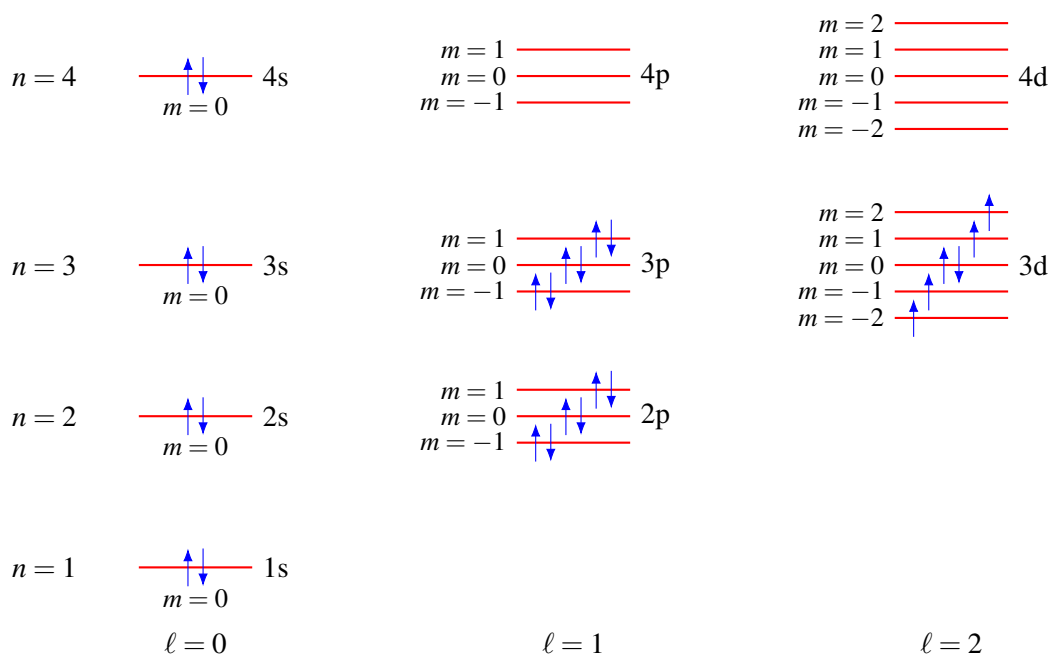 m = 2
m = 1
m = 1
n = 4 4s m = 0 4p m = 0 4d
m = 0 m = −1 m = −1
m = −2
m = 2
m = 1 m = 1
n = 3 3s m = 0 3p m = 0 3d
m = 0 m = −1 m = −1
m = −2
m = 1
n = 2 2s m = 0 2p
m = 0 m = −1
n = 1 1s
m = 0
ℓ = 0 ℓ = 1 ℓ = 2